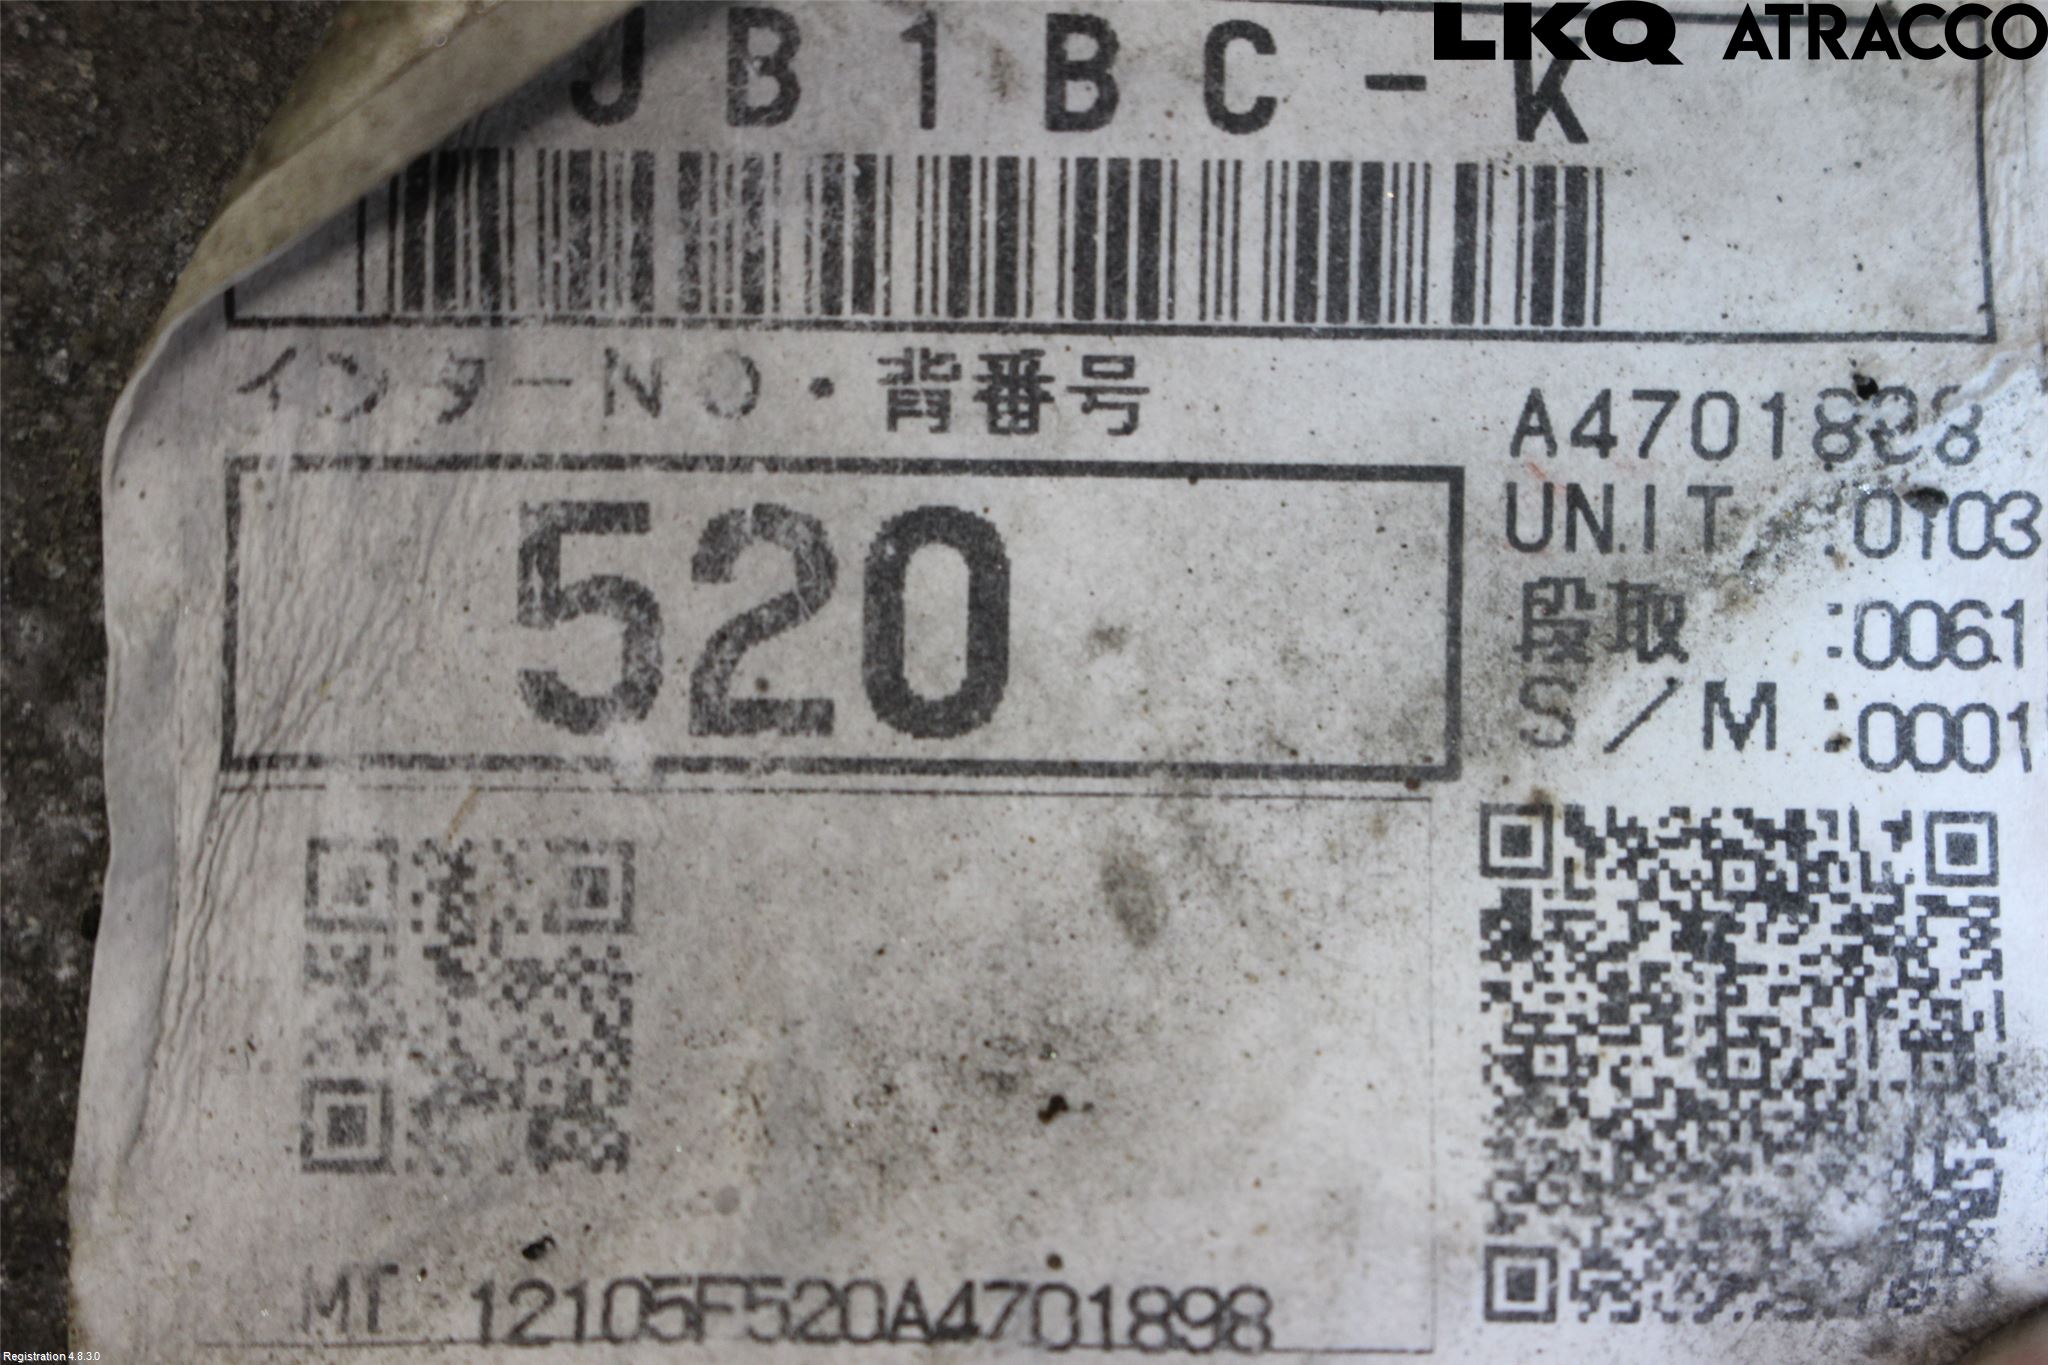 LKQ ATRACCO
JB1BC-K
インターNO・背番号
A4701898
520
UNIT :0103
段取 :0061
S/M :0001
MT 12105F520A4701898
Registration 4.8.3.0